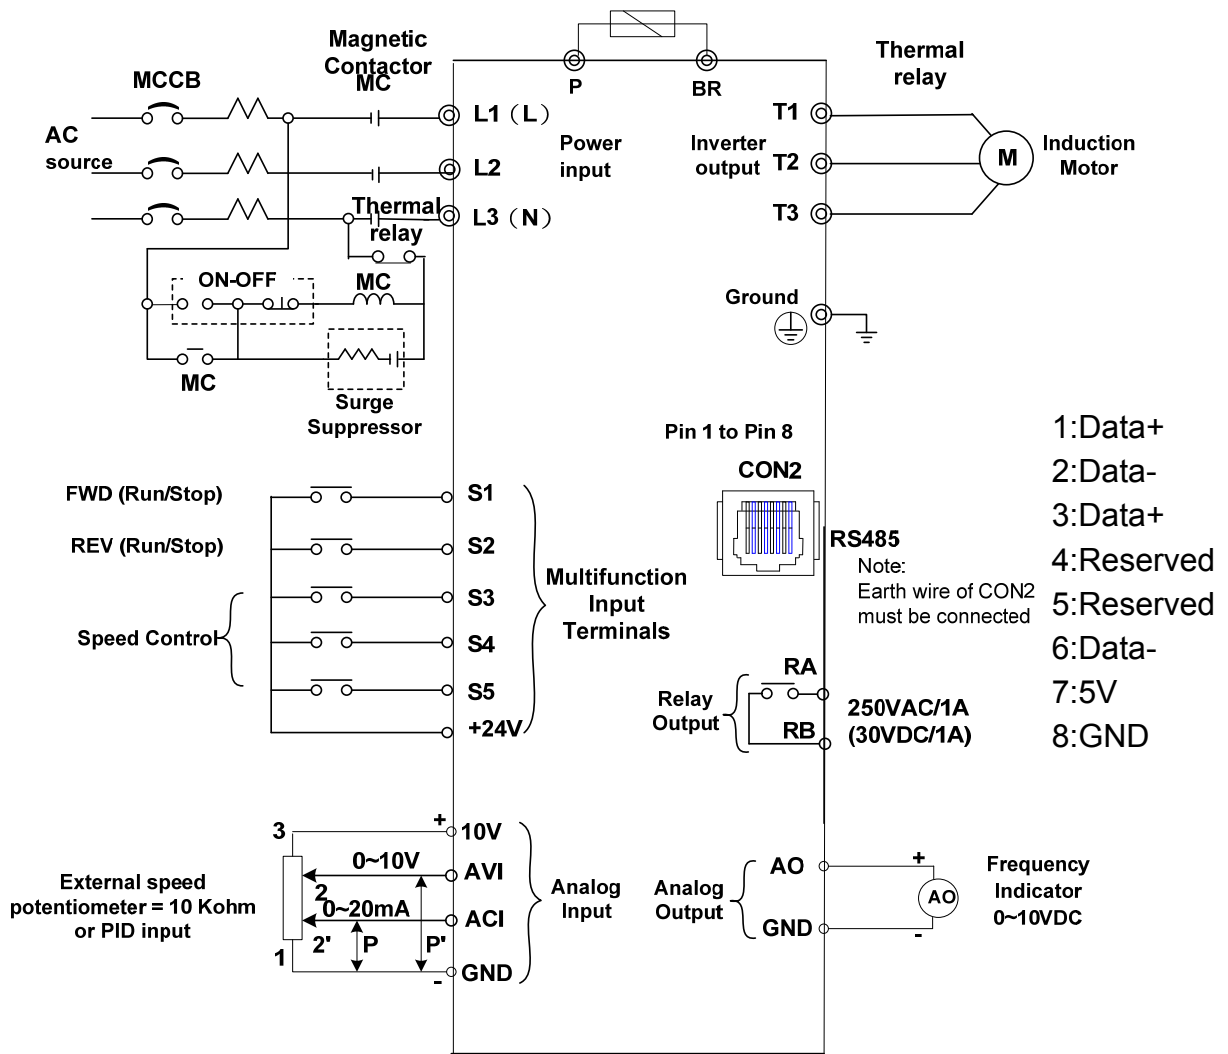 Magnetic
Contactor
MC
MCCB
AC
source
P
BR
Thermal
relay
L1 (L)
L2
L3 (N)
Power
input
Inverter
output
T1
T2
T3
M
Induction
Motor
Thermal
relay
ON-OFF
MC
MC
Surge
Suppressor
Ground
Pin 1 to Pin 8
CON2
RS485
Note:
Earth wire of CON2
must be connected
1:Data+
2:Data-
3:Data+
4:Reserved
5:Reserved
6:Data-
7:5V
8:GND
FWD (Run/Stop)
REV (Run/Stop)
Speed Control
S1
S2
S3
S4
S5
+24V
Multifunction
Input
Terminals
Relay
Output
RA
RB
250VAC/1A
(30VDC/1A)
External speed
potentiometer = 10 Kohm
or PID input
3
2
2'
1
0~10V
0~20mA
P
P'
+
-
10V
AVI
ACI
GND
Analog
Input
Analog
Output
AO
GND
+
AO
-
Frequency
Indicator
0~10VDC